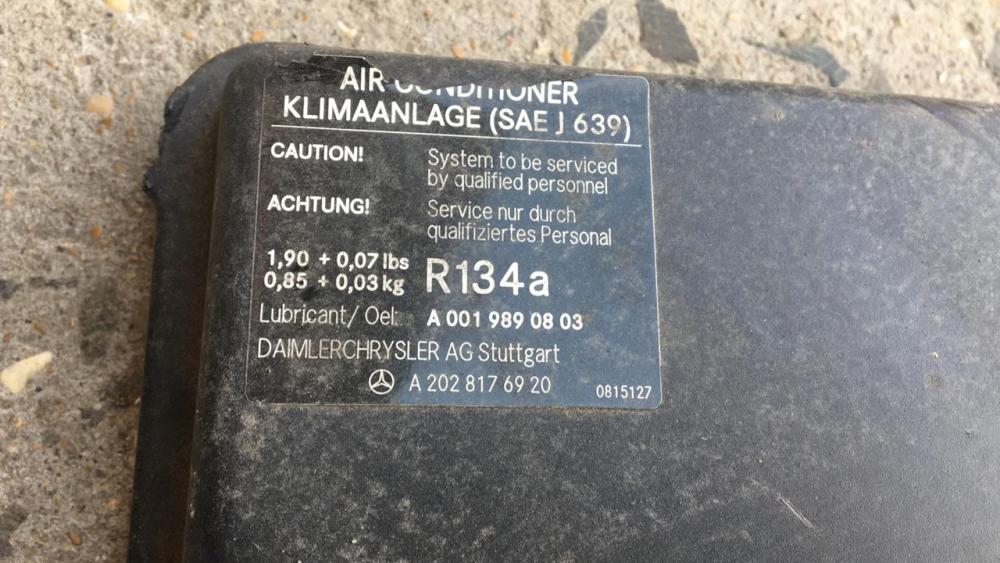 AIR CONDITIONER
KLIMAANLAGE (SAE J 639)
CAUTION! System to be serviced
by qualified personnel
ACHTUNG! Service nur durch
qualifiziertes Personal
1,90 + 0,07 lbs
0,85 + 0,03 kg R134a
Lubricant/ Oel: A 001 989 08 03
DAIMLERCHRYSLER AG Stuttgart
A 202 817 69 20 0815127